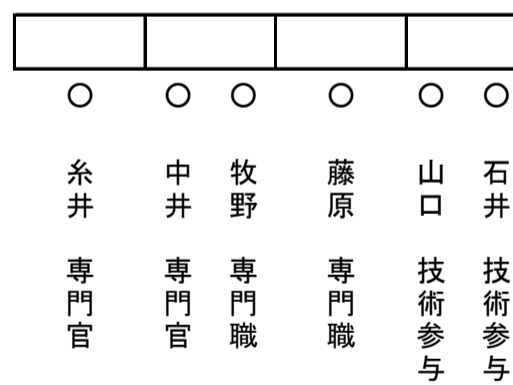 糸井 専門官
中井 専門官
牧野 専門職
藤原 専門職
山口 技術参与
石井 技術参与